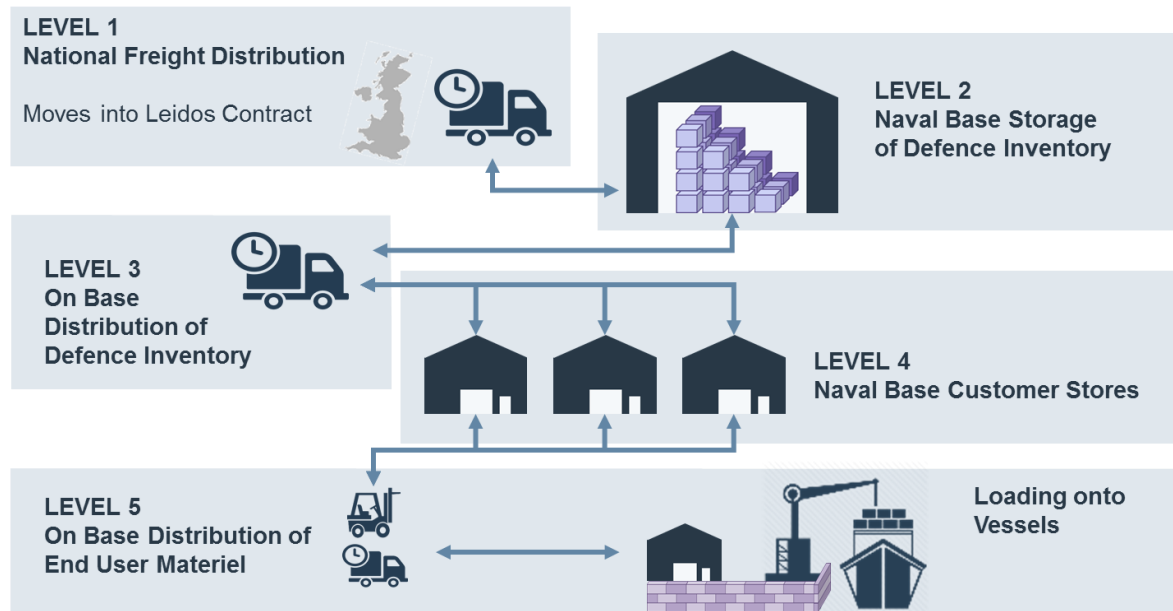 LEVEL 1
National Freight Distribution
Moves into Leidos Contract
LEVEL 2
Naval Base Storage
of Defence Inventory
LEVEL 3
On Base
Distribution of
Defence Inventory
LEVEL 4
Naval Base Customer Stores
LEVEL 5
On Base Distribution of
End User Materiel
Loading onto
Vessels